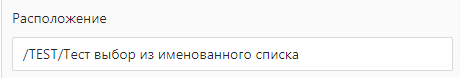 Расположение
/TEST/Тест выбор из именованного списка